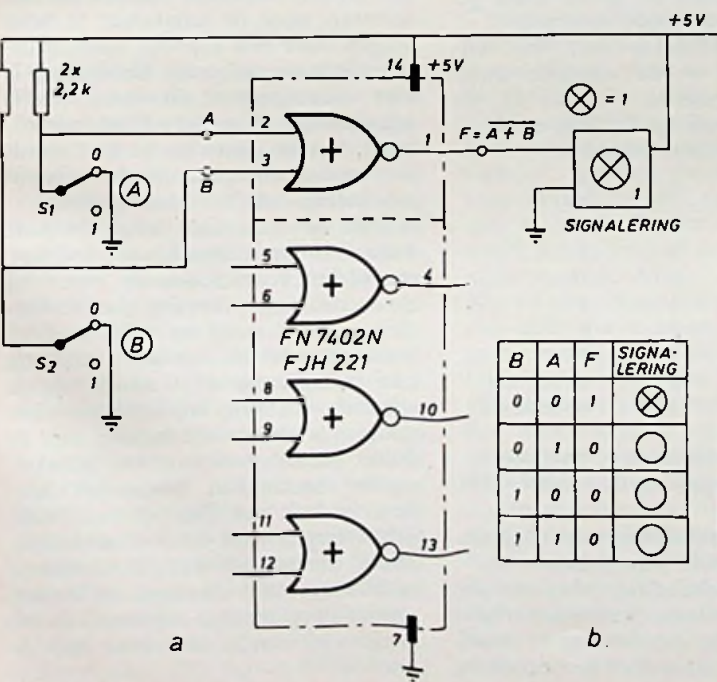 +5V
2x
2,2k
14
+5V
= 1
A
2
1
F = A + B
3
B
0
A
S1
1
1
SIGNALERING
5
4
6
FN 7402N
FJH 221
0
B
S2
1
8
10
9
B A F SIGNA-LERING
0 0 1
0 1 0
1 0 0
1 1 0
11
13
12
7
a
b